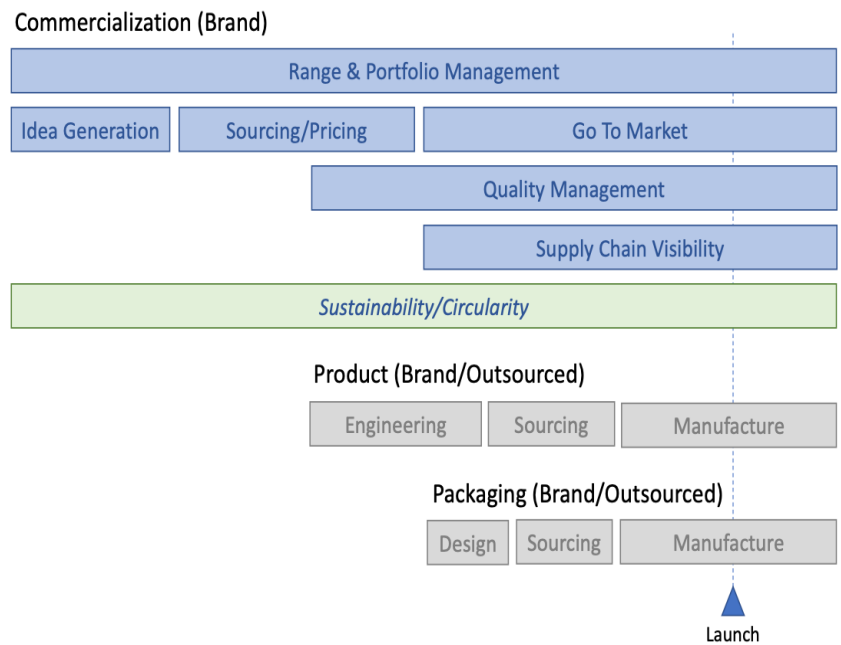 Commercialization (Brand)
Range & Portfolio Management
Idea Generation
Sourcing/Pricing
Go To Market
Quality Management
Supply Chain Visibility
Sustainability/Circularity
Product (Brand/Outsourced)
Engineering
Sourcing
Manufacture
Packaging (Brand/Outsourced)
Design
Sourcing
Manufacture
Launch